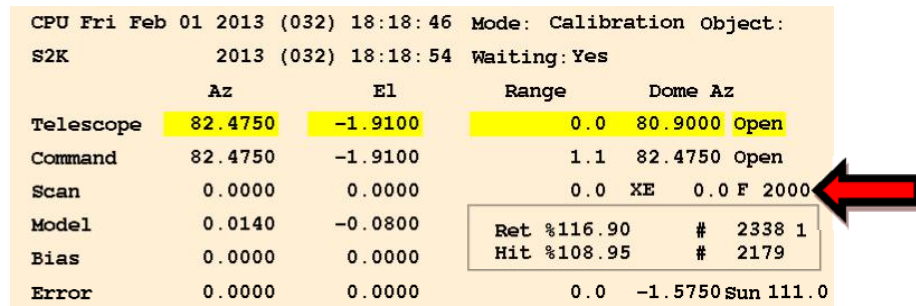 CPU Fri Feb 01 2013 (032) 18:18:46 Mode: Calibration Object:
S2K 2013 (032) 18:18:54 Waiting:Yes
Az El Range Dome Az
Telescope 82.4750 -1.9100 0.0 80.9000 Open
Command 82.4750 -1.9100 1.1 82.4750 Open
Scan 0.0000 0.0000 0.0 XE 0.0 F 2000
Model 0.0140 -0.0800 Ret %116.90 # 2338 1
Bias 0.0000 0.0000 Hit %108.95 # 2179
Error 0.0000 0.0000 0.0 -1.5750 Sun 111.0